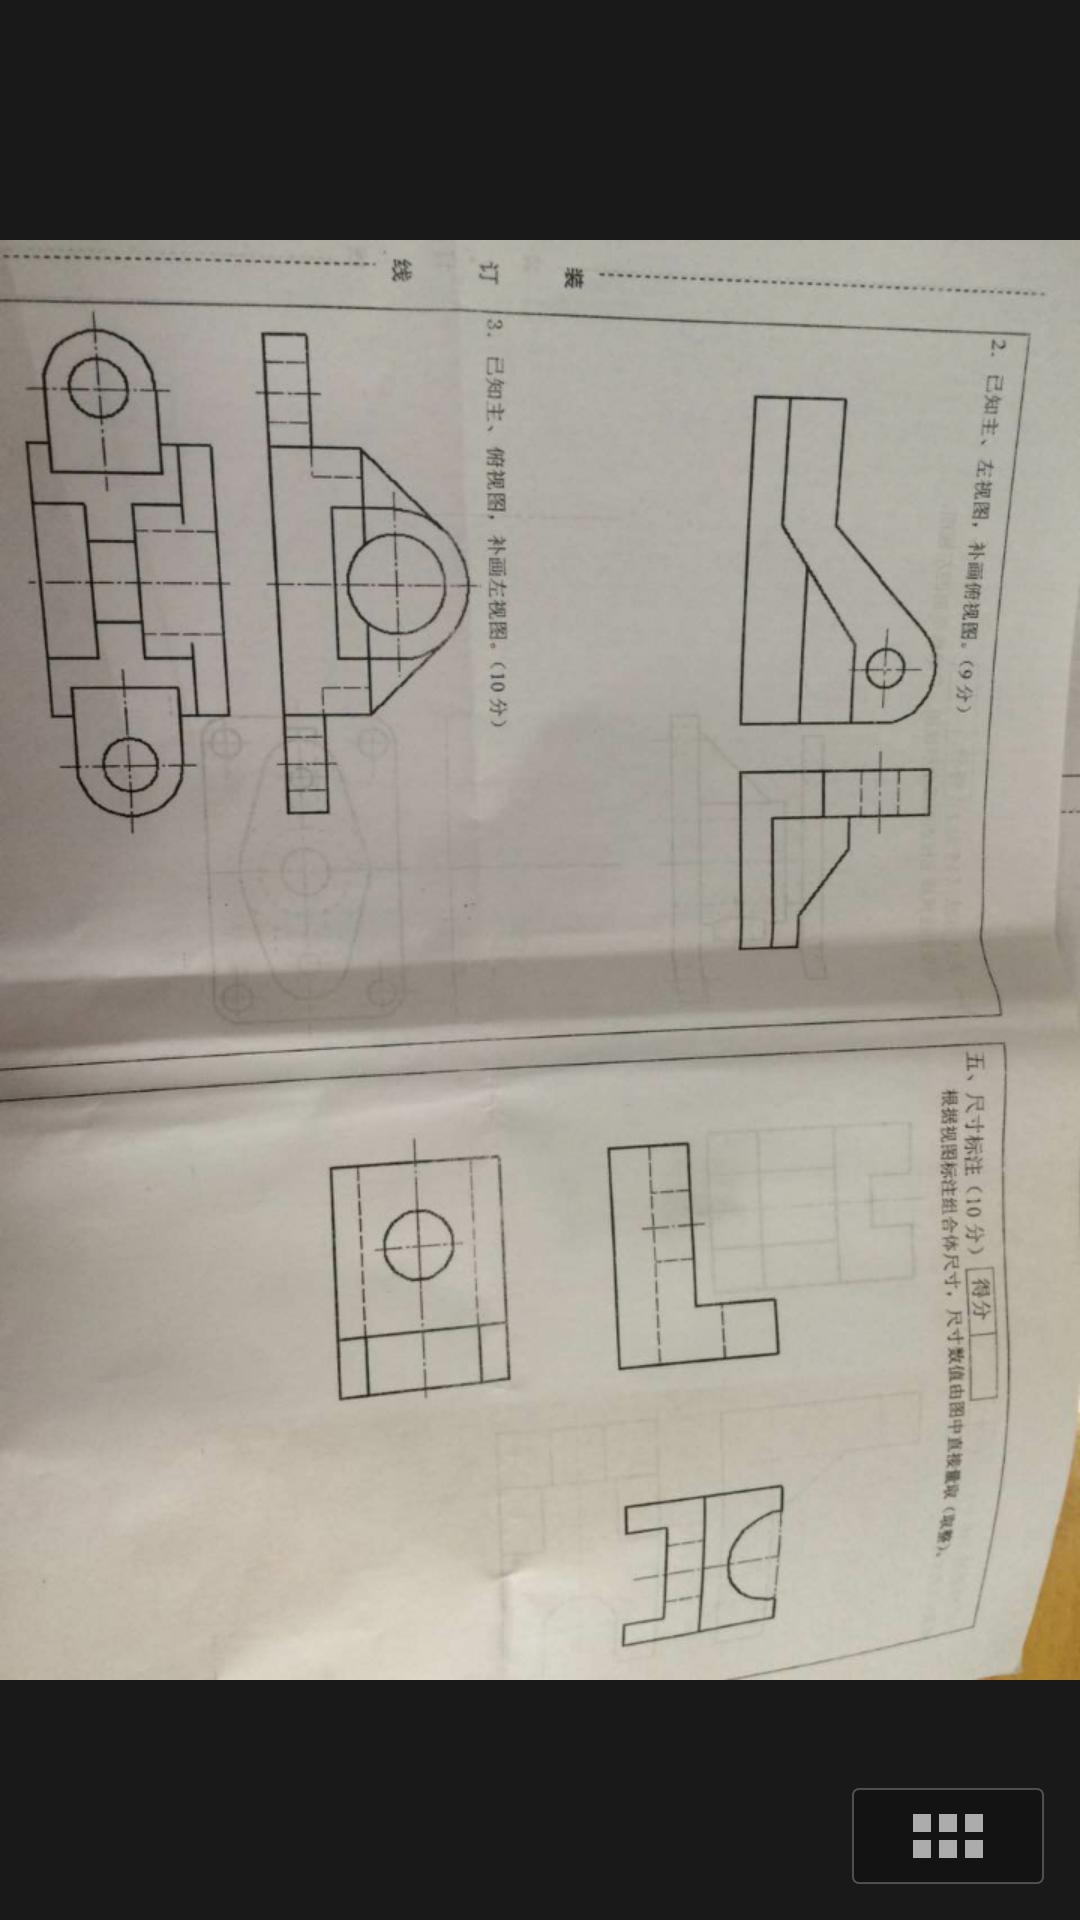 装 订 线
2. 已知主、左视图，补画俯视图。（9分）
3. 已知主、俯视图，补画左视图。（10分）
五、尺寸标注（10分）
得分
根据视图标注组合体尺寸，尺寸数值由图中直接量取（取整）。